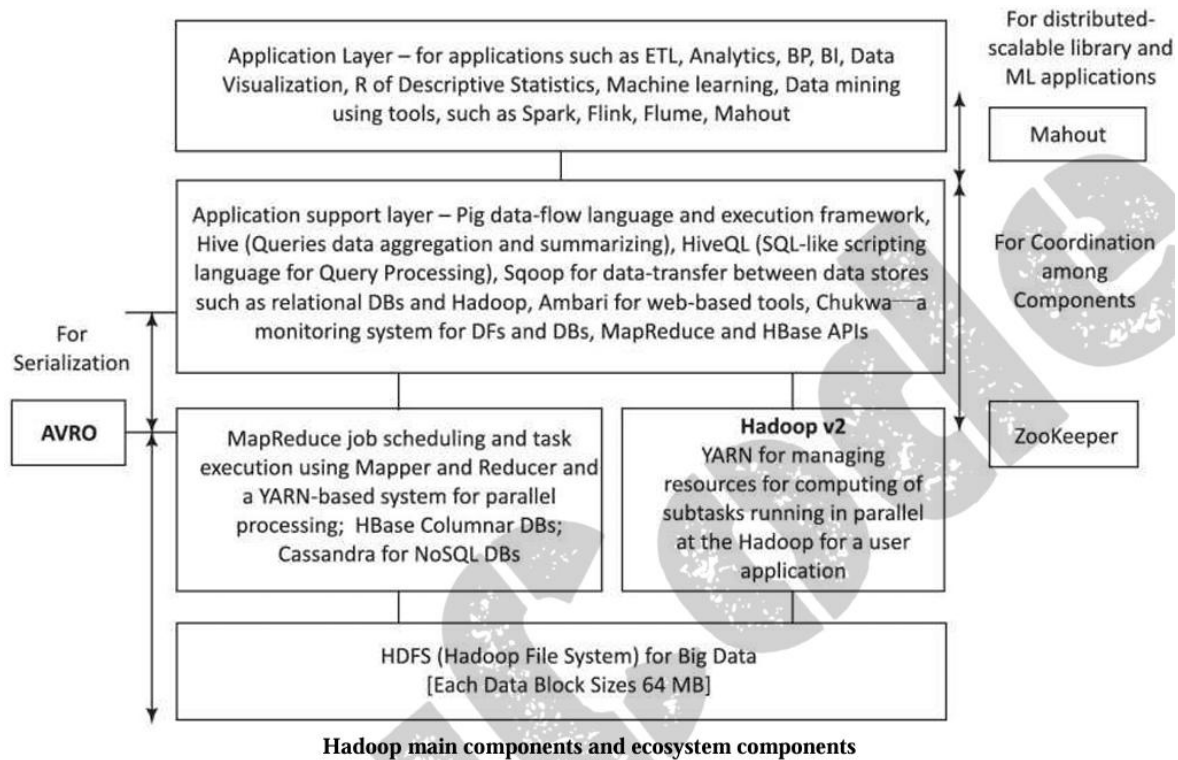 Application Layer – for applications such as ETL, Analytics, BP, BI, Data
Visualization, R of Descriptive Statistics, Machine learning, Data mining
using tools, such as Spark, Flink, Flume, Mahout
For distributed-
scalable library and
ML applications
Mahout
Application support layer – Pig data-flow language and execution framework,
Hive (Queries data aggregation and summarizing), HiveQL (SQL-like scripting
language for Query Processing), Sqoop for data-transfer between data stores
such as relational DBs and Hadoop, Ambari for web-based tools, Chukwa—a
monitoring system for DFs and DBs, MapReduce and HBase APIs
For Coordination
among
Components
ZooKeeper
For
Serialization
AVRO
MapReduce job scheduling and task
execution using Mapper and Reducer and
a YARN-based system for parallel
processing; HBase Columnar DBs;
Cassandra for NoSQL DBs
Hadoop v2
YARN for managing
resources for computing of
subtasks running in parallel
at the Hadoop for a user
application
HDFS (Hadoop File System) for Big Data
[Each Data Block Sizes 64 MB]
Hadoop main components and ecosystem components